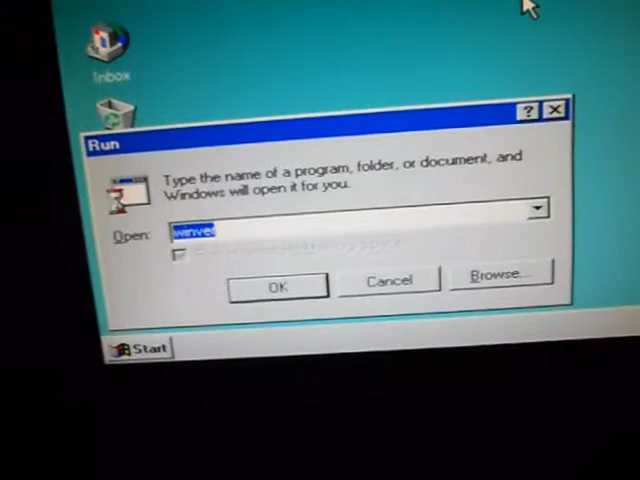 Inbox
Run
? X
Type the name of a program, folder, or document, and
Windows will open it for you.
Open:
winver
OK
Cancel
Browse...
Start